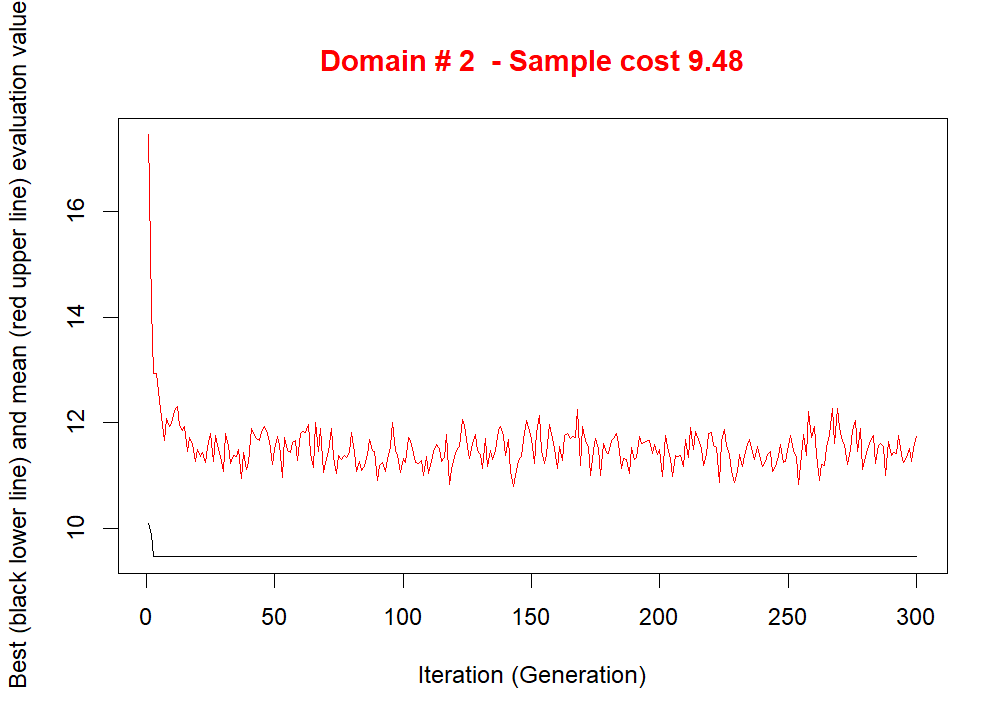 Domain # 2  - Sample cost 9.48
Best (black lower line) and mean (red upper line) evaluation value
16
14
12
10
0 50 100 150 200 250 300
Iteration (Generation)